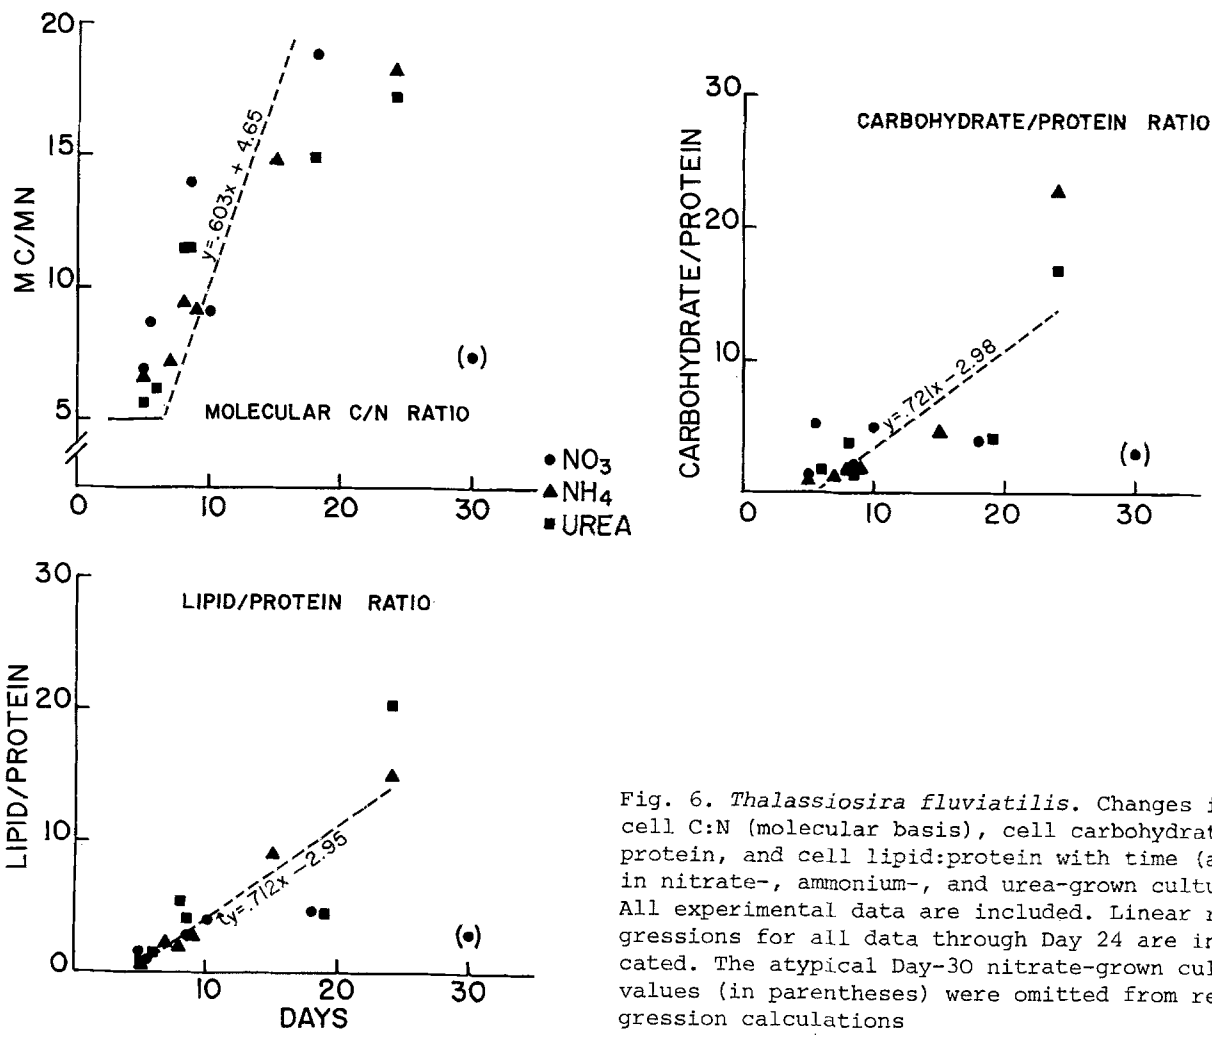 20
15
10
5
0
10
20
30
MC/MN
y=.603x + 4.65
MOLECULAR C/N RATIO
(•)
● NO3
▲ NH4
■ UREA
30
20
10
0
10
20
30
CARBOHYDRATE/PROTEIN
CARBOHYDRATE/PROTEIN RATIO
y=.721x - 2.98
(•)
30
20
10
0
10
20
30
LIPID/PROTEIN
LIPID/PROTEIN RATIO
y=.712x - 2.95
(•)
DAYS
Fig. 6. Thalassiosira fluviatilis. Changes
cell C:N (molecular basis), cell
protein, and cell lipid:protein with time
in nitrate-, ammonium-, and urea-grown
All experimental data are included. Linear
gressions for all data through Day 24 are
cated. The atypical Day-30 nitrate-grown
values (in parentheses) were omitted from
gression calculations